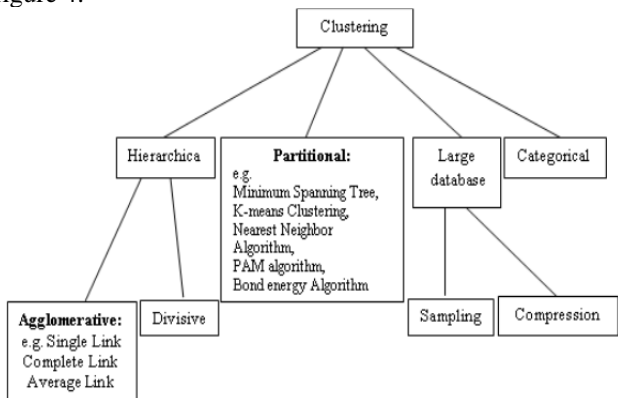 igure 4.
Clustering
Hierarchica
Partitional:
e.g.
Minimum Spanning Tree,
K-means Clustering,
Nearest Neighbor
Algorithm,
PAM algorithm,
Bond energy Algorithm
Large
database
Categorical
Agglomerative:
e.g. Single Link
Complete Link
Average Link
Divisive
Sampling
Compression